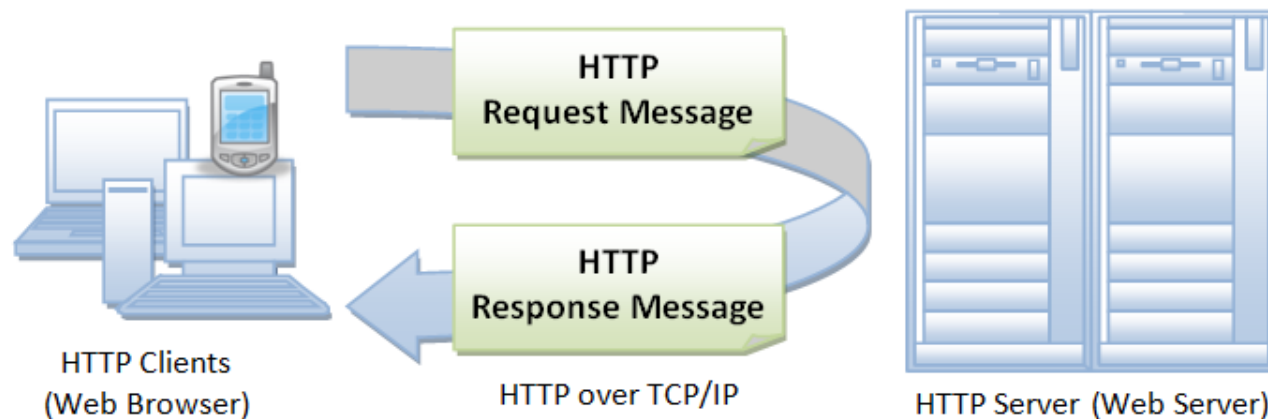 HTTP
Request Message
HTTP
Response Message
HTTP Clients
(Web Browser)
HTTP over TCP/IP
HTTP Server (Web Server)